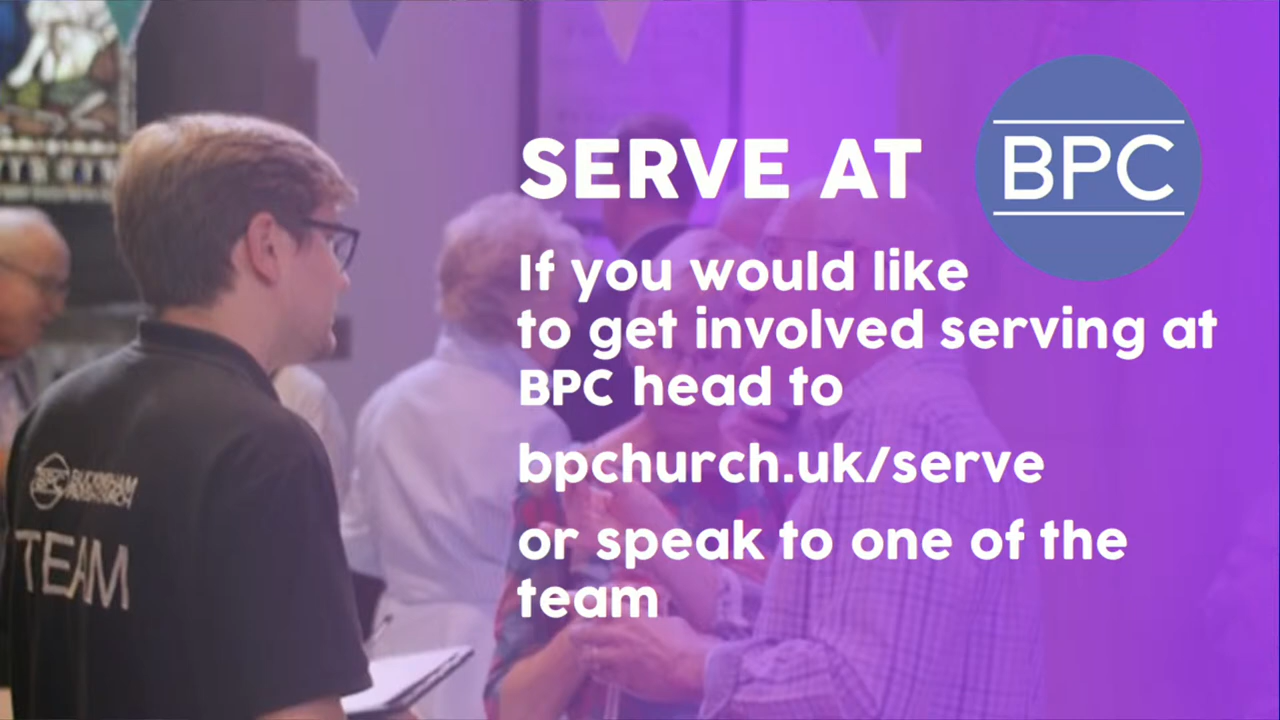 SERVE AT
BPC
If you would like
to get involved serving at
BPC head to
bpchurch.uk/serve
or speak to one of the
team
TEAM